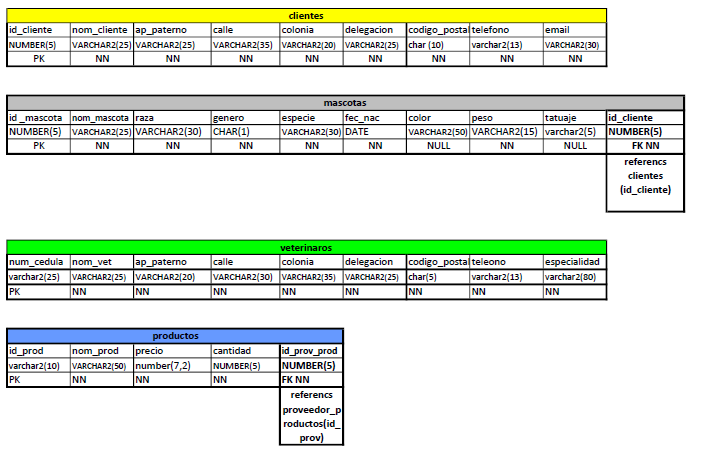 clientes
id_cliente nom_cliente ap_paterno calle colonia delegacion codigo_postal telefono email
NUMBER(5) VARCHAR2(25) VARCHAR2(25) VARCHAR2(35) VARCHAR2(20) VARCHAR2(25) char (10) varchar2(13) VARCHAR2(30)
PK NN NN NN NN NN NN NN NN
mascotas
id _mascota nom_mascota raza genero especie fec_nac color peso tatuaje id_cliente
NUMBER(5) VARCHAR2(25) VARCHAR2(30) CHAR(1) VARCHAR2(30) DATE VARCHAR2(50) VARCHAR2(15) varchar2(5) NUMBER(5)
PK NN NN NN NN NN NULL NN NULL FK NN
referencs
clientes
(id_cliente)
veterinaros
num_cedula nom_vet ap_paterno calle colonia delegacion codigo_postal teleono especialidad
varchar2(25) VARCHAR2(25) VARCHAR2(20) VARCHAR2(30) VARCHAR2(35) VARCHAR2(25) char(5) varchar2(13) varchar2(80)
PK NN NN NN NN NN NN NN NN
productos
id_prod nom_prod precio cantidad id_prov_prod
varchar2(10) VARCHAR2(50) number(7,2) NUMBER(5) NUMBER(5)
PK NN NN NN FK NN
referencs
proveedor_p
roductos(id_
prov)